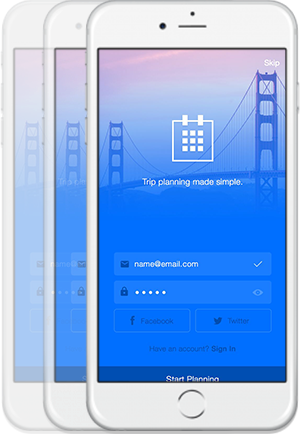 Skip
Trip planning made simple.
name@email.com
Facebook
Twitter
Have an account? Sign In
Start Planning